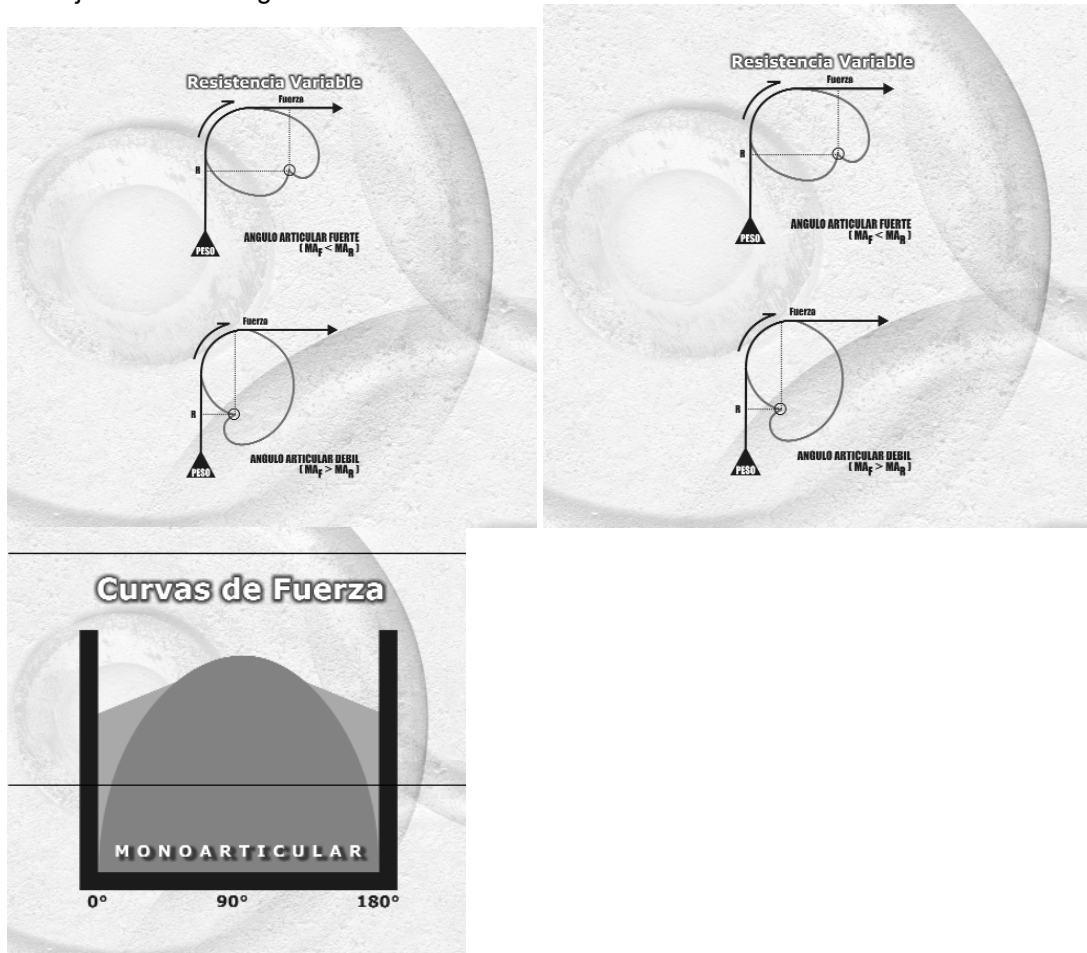 Resistencia Variable
Fuerza
R
PESO
ANGULO ARTICULAR FUERTE
( MAF < MAR )
Fuerza
R
PESO
ANGULO ARTICULAR DEBIL
( MAF > MAR )
Resistencia Variable
Fuerza
R
PESO
ANGULO ARTICULAR FUERTE
( MAF < MAR )
Fuerza
R
PESO
ANGULO ARTICULAR DEBIL
( MAF > MAR )
Curvas de Fuerza
MONOARTICULAR
0° 90° 180°